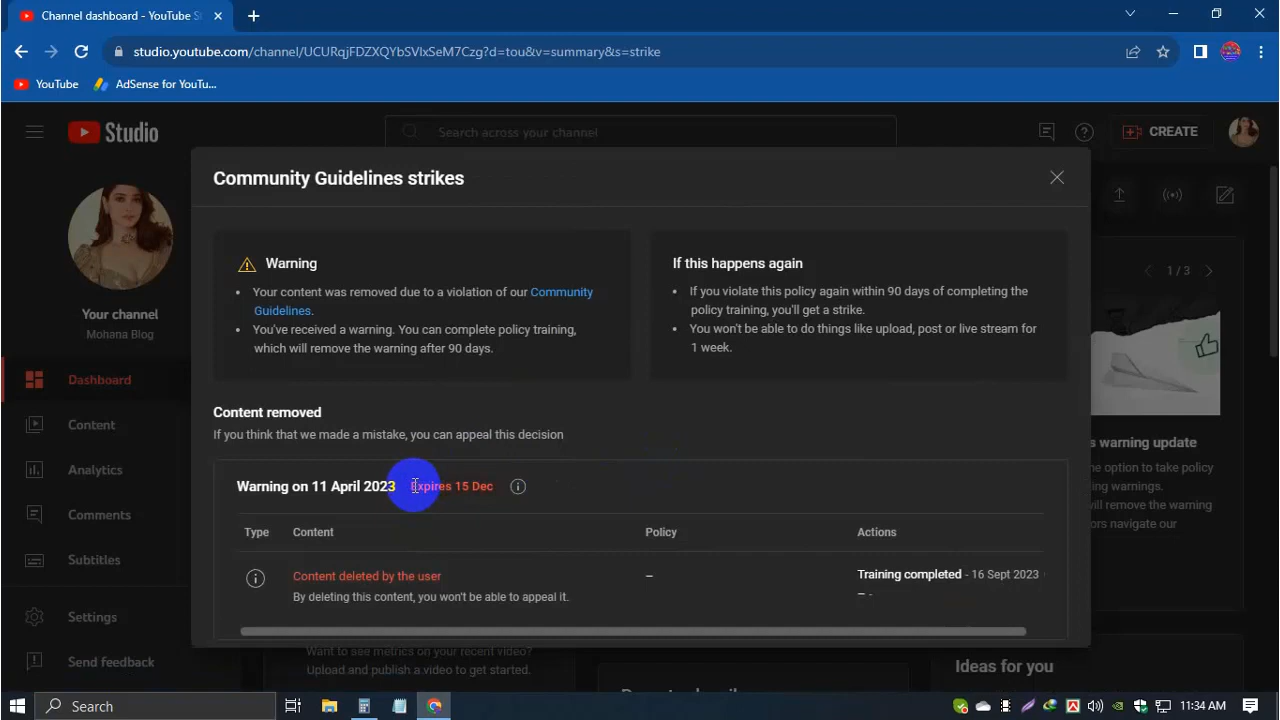 Channel dashboard - YouTube S
studio.youtube.com/channel/UCURqjFDZXQYbSVlxSeM7Czg?d=tou&v=summary&s=strike
YouTube
AdSense for YouTu...
Studio
Search across your channel
CREATE
Community Guidelines strikes
Warning
Your content was removed due to a violation of our Community
Guidelines.
You've received a warning. You can complete policy training,
which will remove the warning after 90 days.
If this happens again
If you violate this policy again within 90 days of completing the
policy training, you'll get a strike.
You won't be able to do things like upload, post or live stream for
1 week.
Content removed
If you think that we made a mistake, you can appeal this decision
Warning on 11 April 2023 Expires 15 Dec
Type Content Policy Actions
Content deleted by the user – Training completed - 16 Sept 2023
By deleting this content, you won't be able to appeal it.
Your channel
Mohana Blog
Dashboard
Content
Analytics
Comments
Subtitles
Settings
Send feedback
1 / 3
s warning update
e option to take policy
ill remove the warning
ors navigate our
Want to see metrics on your recent video?
Upload and publish a video to get started.
Ideas for you
Search
11:34 AM